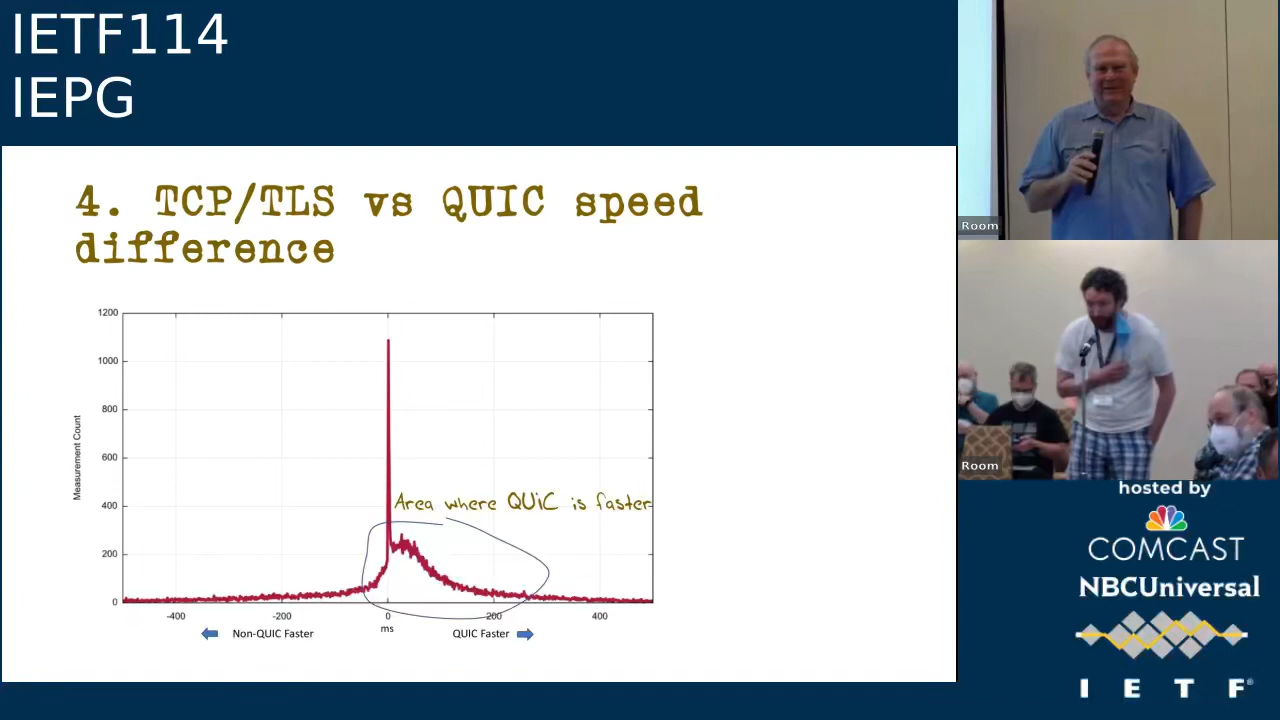 IETF114
IEPG
4. TCP/TLS vs QUIC speed
difference
1200
1000
800
600
400
200
0
Measurement Count
Area where QUiC is faster
-400
-200
0
200
400
ms
Non-QUIC Faster
QUIC Faster
Room
Room
hosted by
COMCAST
NBCUniversal
I E T F®